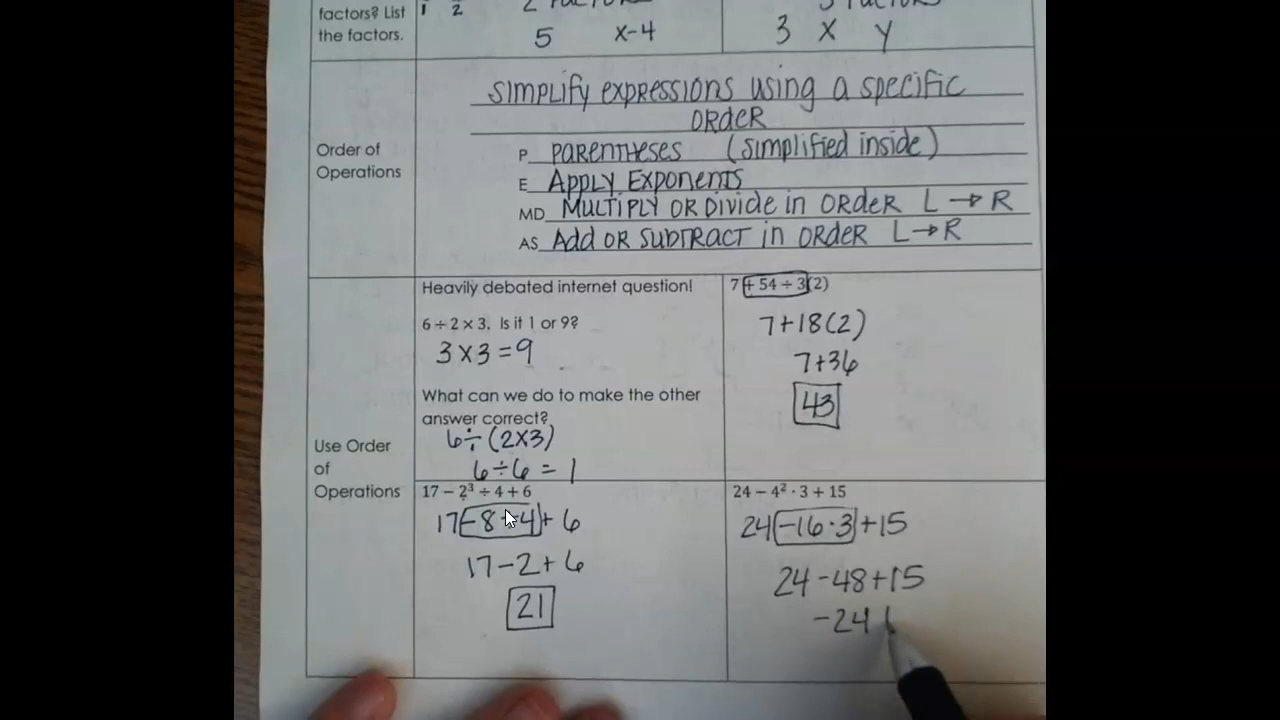 factors? List
the factors.
1 2
5 x-4
3 x y
Order of
Operations
Simplify expressions using a specific
order
P Parentheses (simplified inside)
E Apply Exponents
MD Multiply or Divide in order L → R
AS Add or Subtract in order L → R
Use Order
of
Operations
Heavily debated internet question!
6 ÷ 2 × 3. Is it 1 or 9?
3 × 3 = 9
What can we do to make the other
answer correct?
6 ÷ (2×3)
6 ÷ 6 = 1
7 + 54 ÷ 3(2)
7+18(2)
7+36
43
17 − 2³ ÷ 4 + 6
17 − 8 ÷ 4 + 6
17 − 2 + 6
21
24 − 4² · 3 + 15
24 − 16 · 3 + 15
24 − 48 + 15
−24